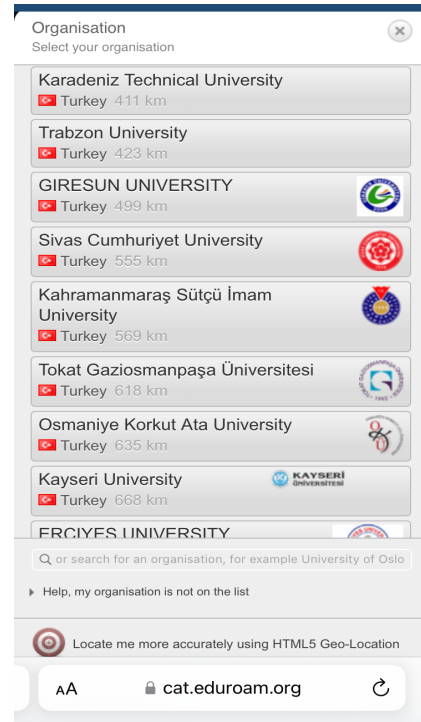 Organisation
Select your organisation
Karadeniz Technical University
Turkey 411 km
Trabzon University
Turkey 423 km
GIRESUN UNIVERSITY
Turkey 499 km
Sivas Cumhuriyet University
Turkey 555 km
Kahramanmaraş Sütçü İmam
University
Turkey 569 km
Tokat Gaziosmanpaşa Üniversitesi
Turkey 618 km
Osmaniye Korkut Ata University
Turkey 635 km
Kayseri University
KAYSERİ
ÜNİVERSİTESİ
Turkey 668 km
ERCIYES UNIVERSITY
or search for an organisation, for example University of Oslo
Help, my organisation is not on the list
Locate me more accurately using HTML5 Geo-Location
AA
cat.eduroam.org